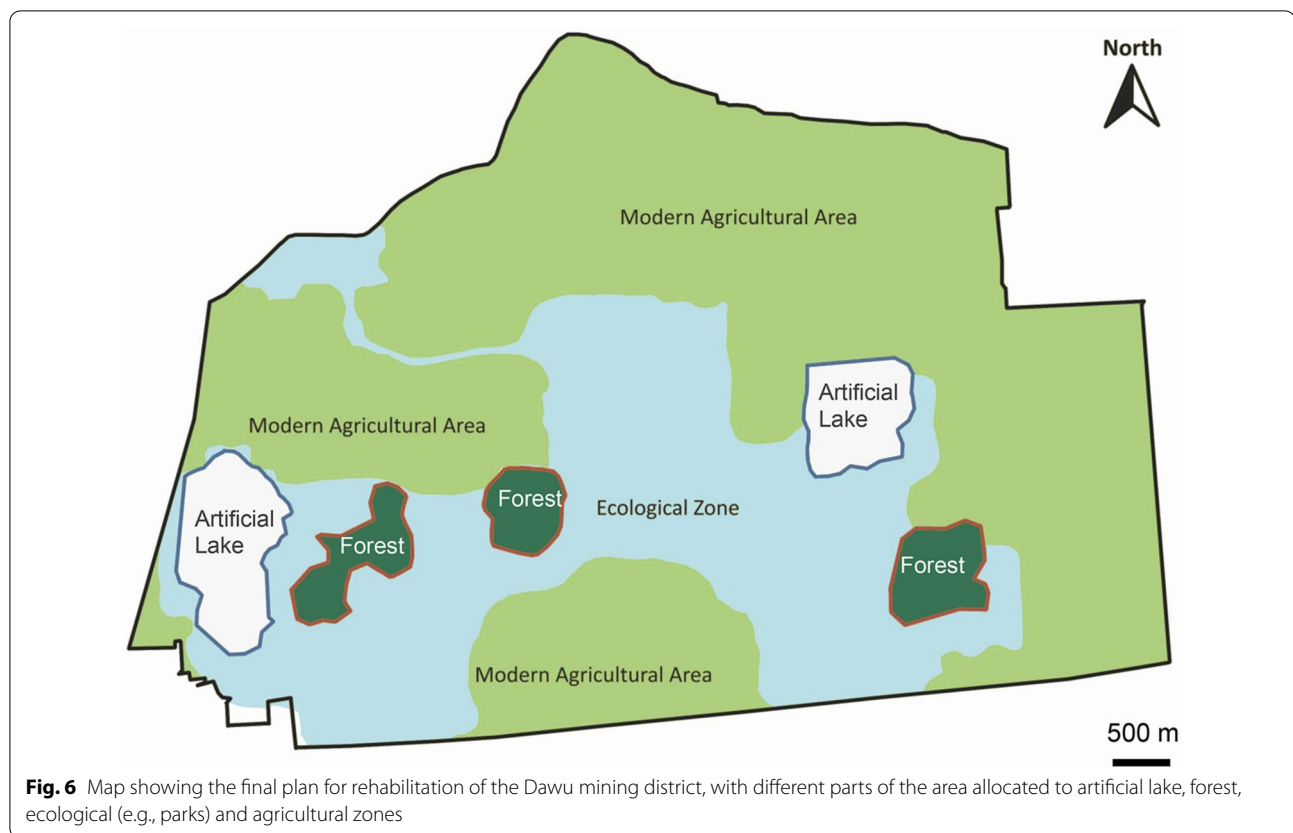 North
Modern Agricultural Area
Artificial
Lake
Modern Agricultural Area
Forest
Ecological Zone
Artificial
Lake
Forest
Forest
Modern Agricultural Area
500 m
Fig. 6 Map showing the final plan for rehabilitation of the Dawu mining district, with different parts of the area allocated to artificial lake, forest,
ecological (e.g., parks) and agricultural zones